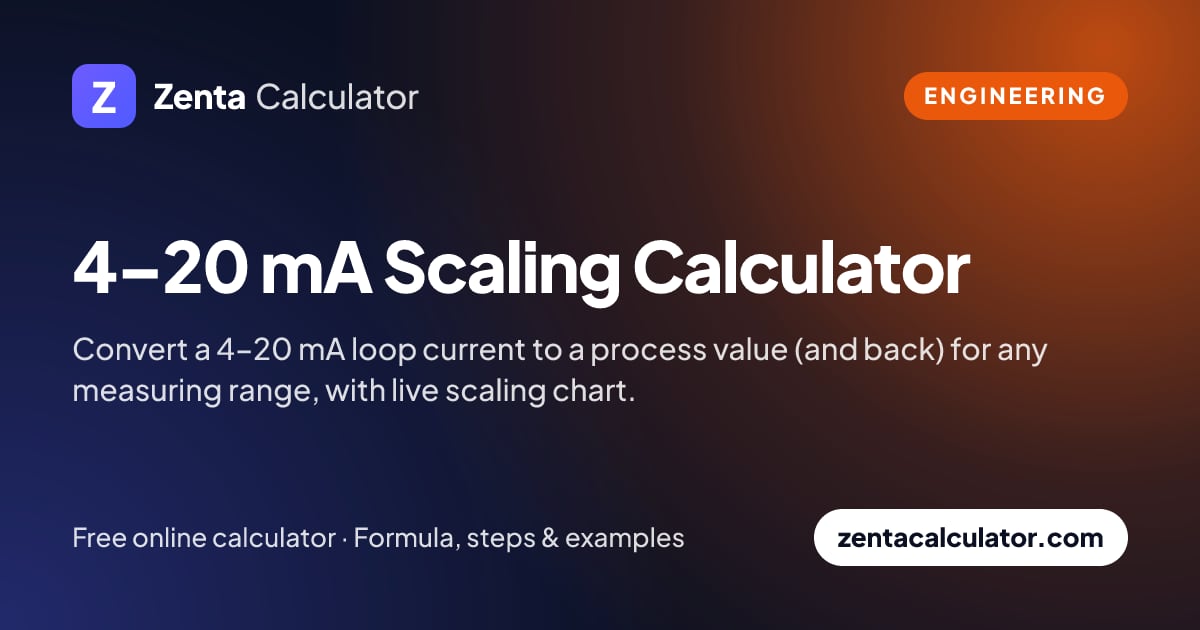 Z
Zenta Calculator
ENGINEERING
4–20 mA Scaling Calculator
Convert a 4–20 mA loop current to a process value (and back) for any
measuring range, with live scaling chart.
Free online calculator · Formula, steps & examples
zentacalculator.com